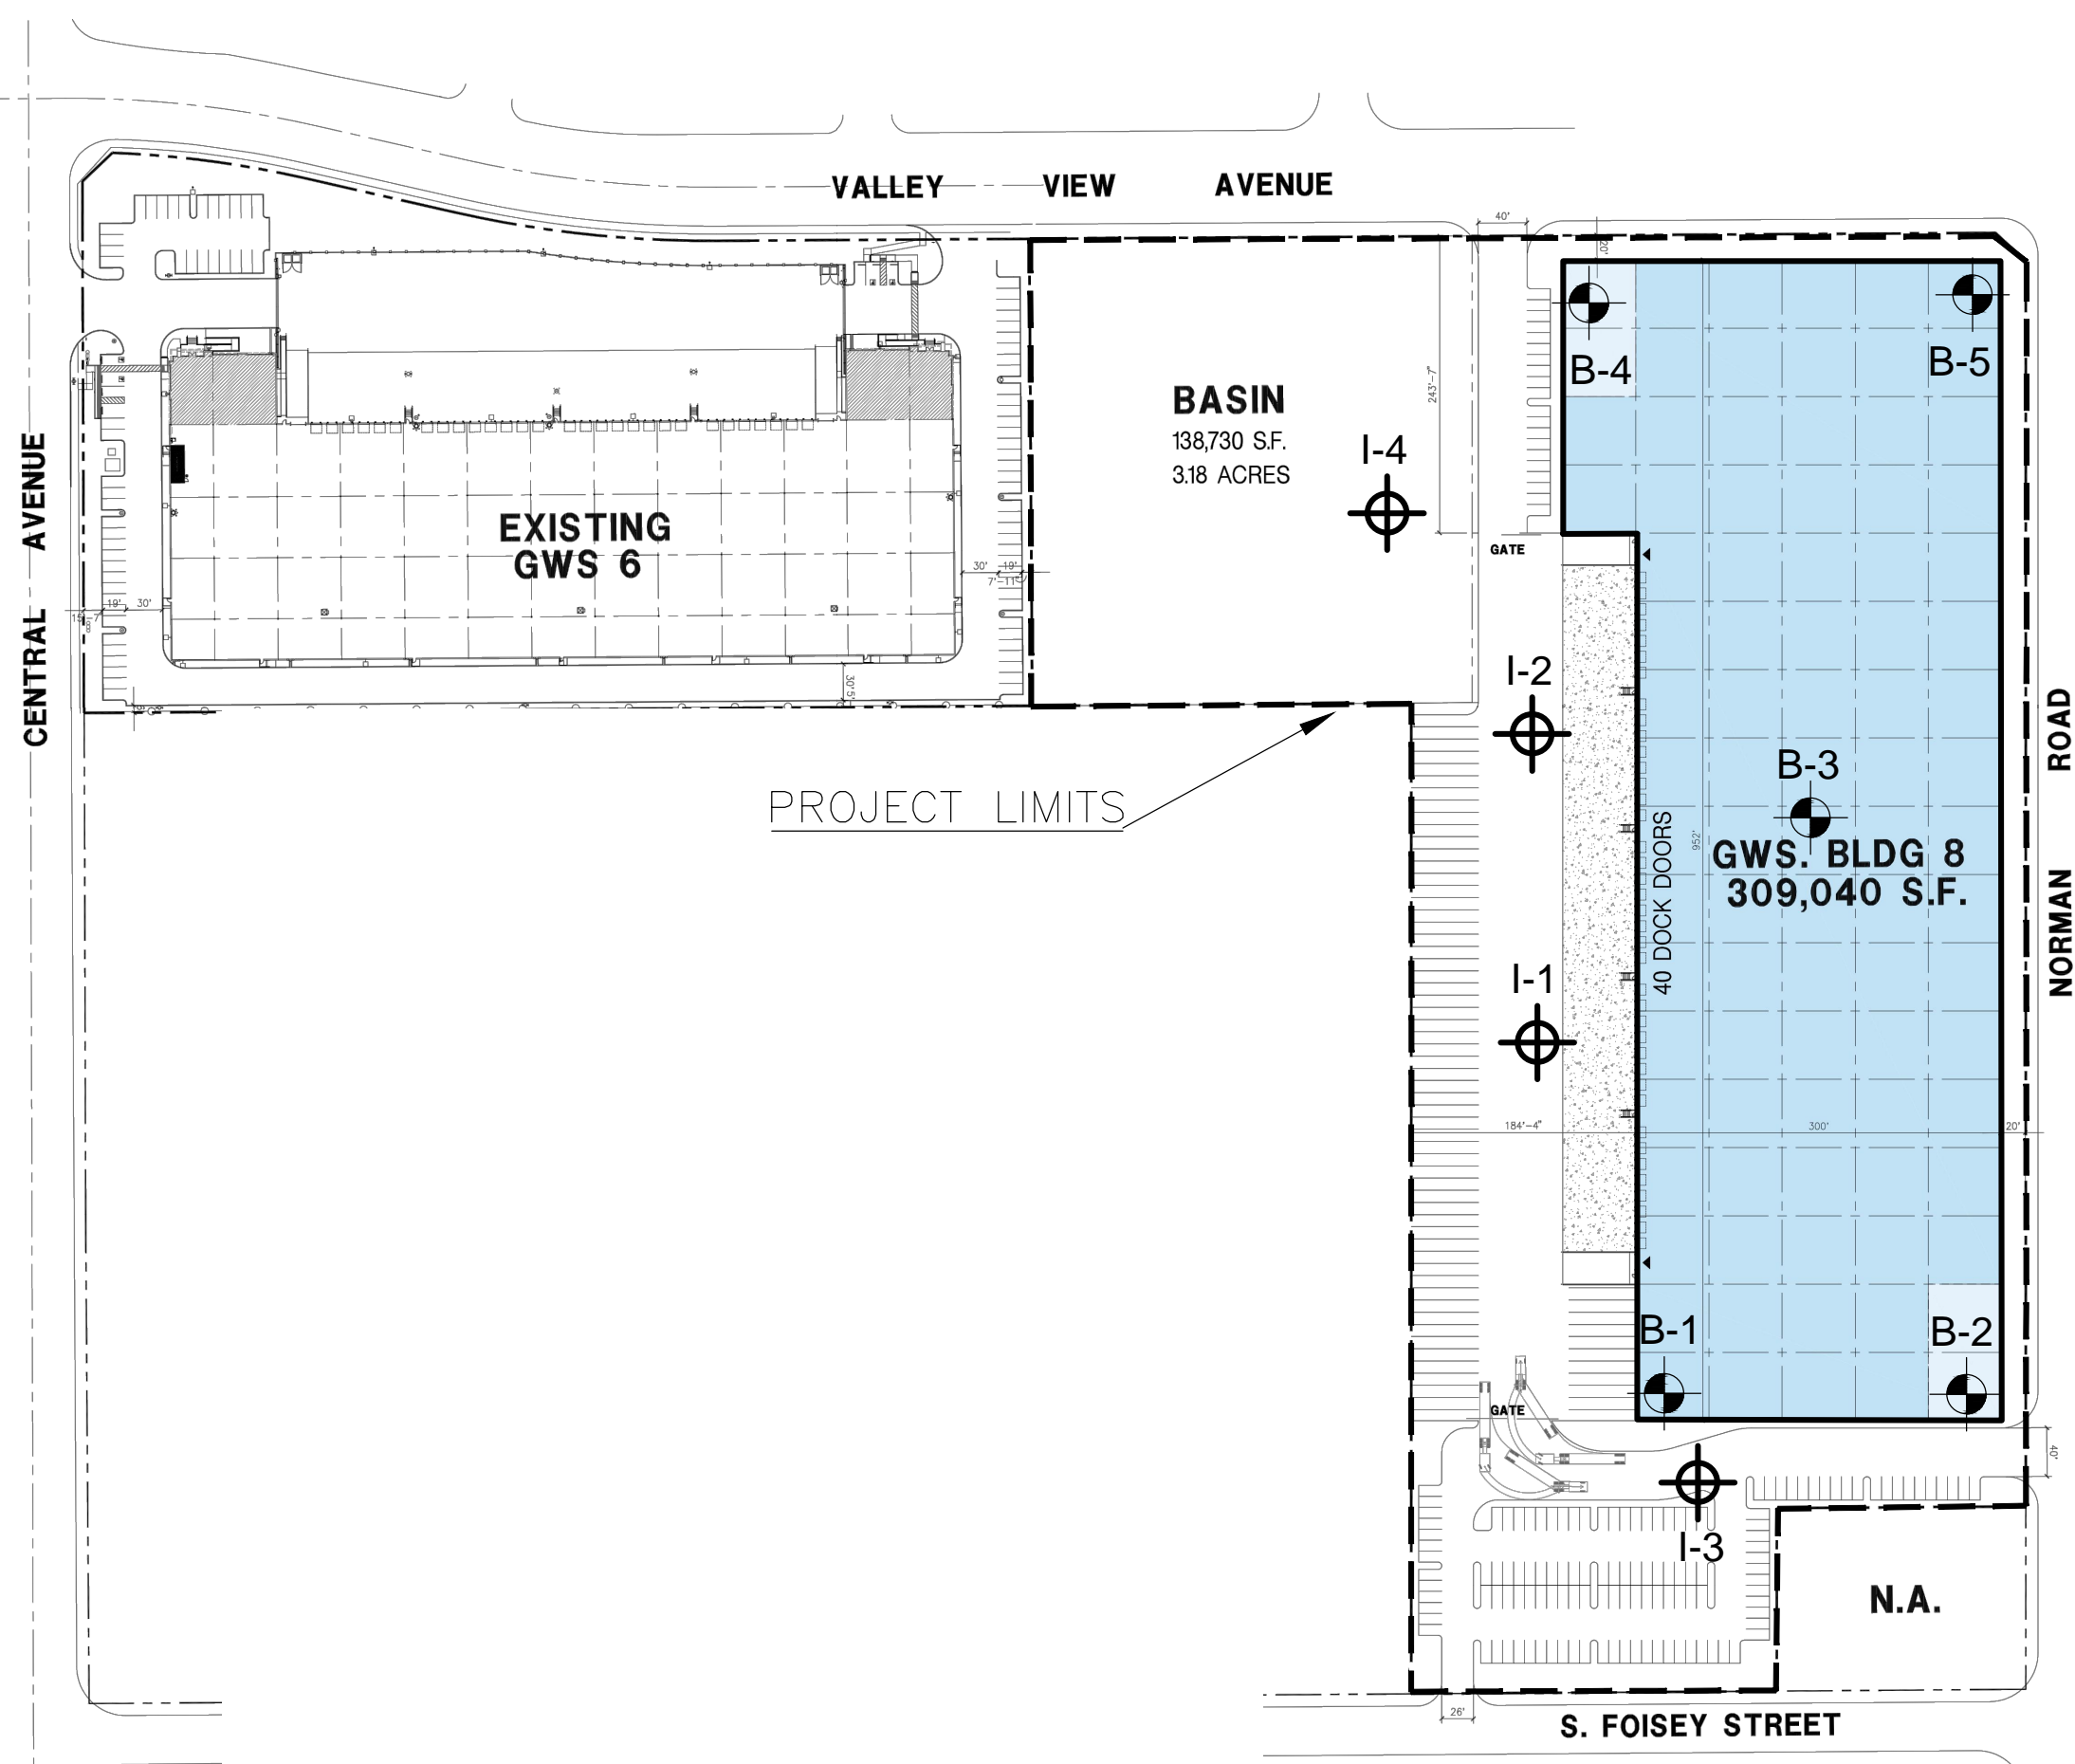 VALLEY VIEW AVENUE
40'
20'
B-4
B-5
243'-7"
BASIN
138,730 S.F.
3.18 ACRES
I-4
CENTRAL AVENUE
EXISTING
GWS 6
GATE
30' 19'
7'-11"
19' 30'
30'5"
I-2
PROJECT LIMITS
B-3
952'
40 DOCK DOORS
GWS. BLDG 8
309,040 S.F.
NORMAN ROAD
I-1
184'-4"
300'
20'
B-1
B-2
GATE
40'
I-3
N.A.
26'
S. FOISEY STREET